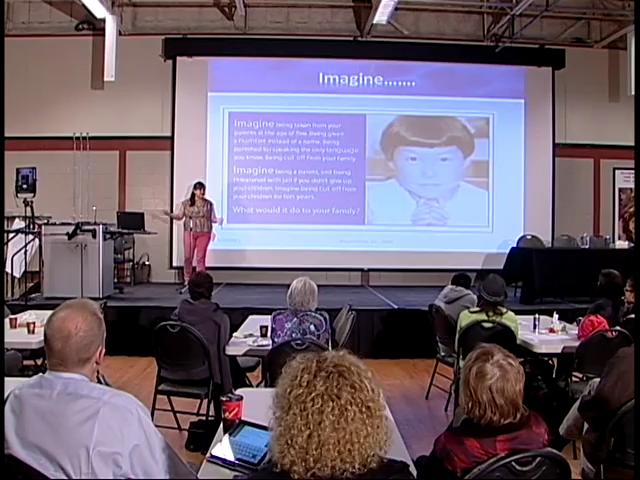 Imagine.......
Imagine being taken from your
parents at the age of five. Being given
a number instead of a name. Being
punished for speaking the only language
you know. Being cut off from your family.
Imagine being a parent, and being
threatened with jail if you didn't give up
your children. Imagine being cut off from
your children for ten years.
What would it do to your family?